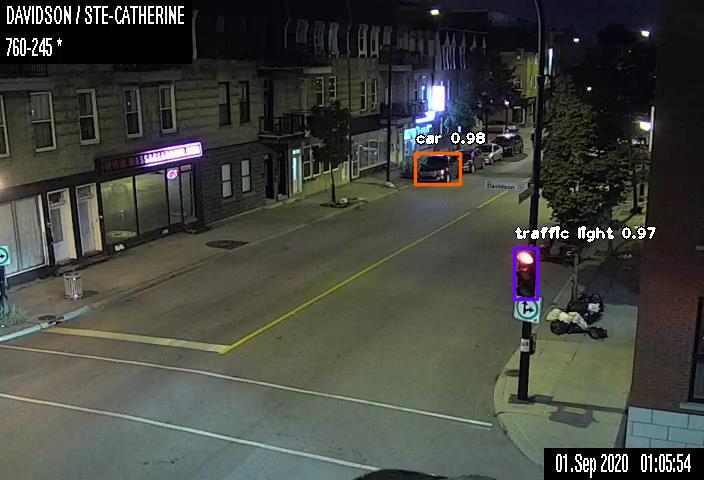 DAVIDSON / STE-CATHERINE
760-245 *
car 0.98
Davidson
traffic light 0.97
01.Sep 2020 01:05:54